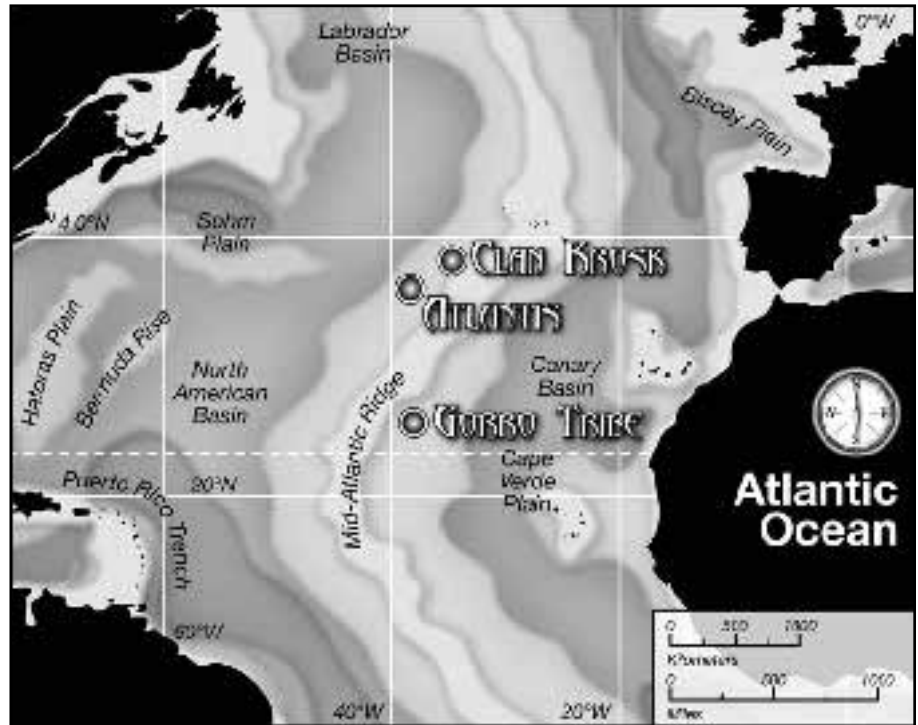 Labrador
Basin
0°W
Biscay Plain
40°N
Sohm
Plain
Clan Krusk
Atlantis
Hatteras Plain
Bermuda Rise
North
American
Basin
Mid-Atlantic Ridge
Canary
Basin
Gorro Tribe
N
E
S
W
Cape
Verde
Plain
Puerto Rico Trench
20°N
Atlantic
Ocean
60°W
40°W
20°W
0 500 1000
Kilometers
0 500 1000
Miles